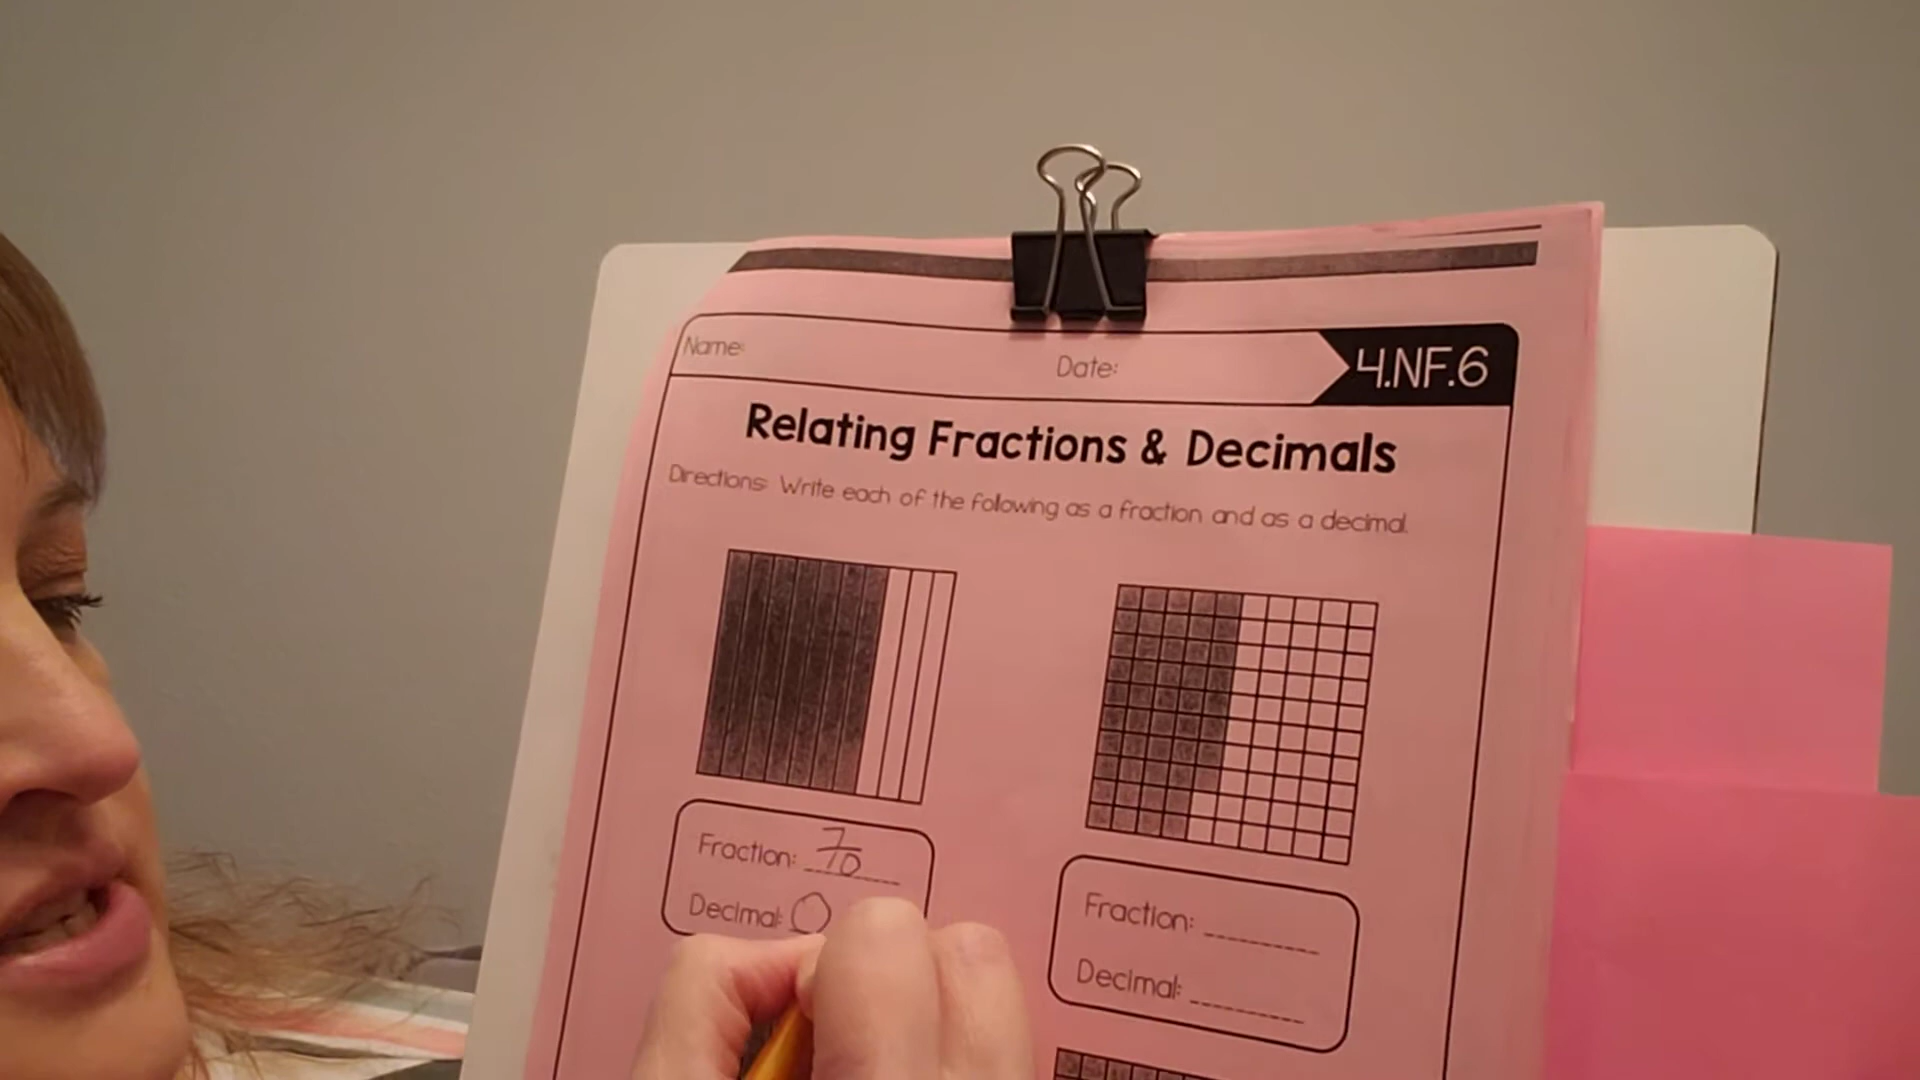 Name:
Date:
4.NF.6
Relating Fractions & Decimals
Directions: Write each of the following as a fraction and as a decimal.
Fraction: 7/10
Decimal: 0
Fraction:
Decimal: